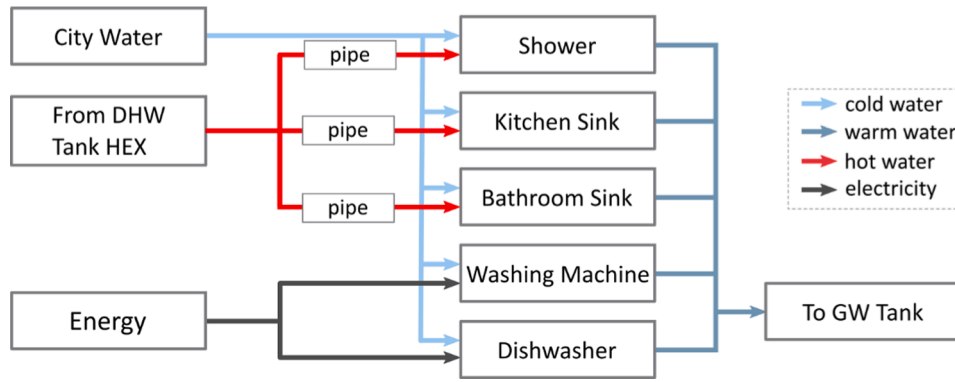 City Water
From DHW
Tank HEX
Energy
pipe
pipe
pipe
Shower
Kitchen Sink
Bathroom Sink
Washing Machine
Dishwasher
To GW Tank
cold water
warm water
hot water
electricity